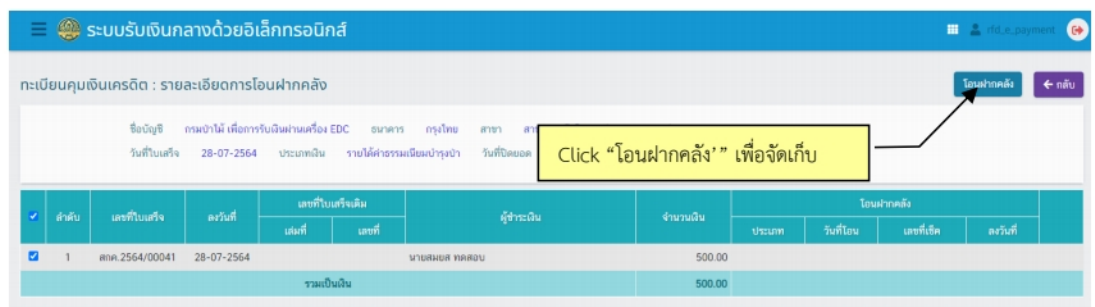 ระบบรับเงินกลางด้วยอิเล็กทรอนิกส์ rfd_e_payment
ทะเบียนคุมเงินเครดิต : รายละเอียดการโอนฝากคลัง โอนฝากคลัง กลับ
ชื่อบัญชี กรมป่าไม้ เพื่อการรับเงินผ่านเครื่อง EDC ธนาคาร กรุงไทย สาขา
วันที่ใบเสร็จ 28-07-2564 ประเภทเงิน รายได้ค่าธรรมเนียมบำรุงป่า วันที่ปิดยอด
Click “โอนฝากคลัง'” เพื่อจัดเก็บ
ลำดับ เลขที่ใบเสร็จ ลงวันที่ เลขที่ใบเสร็จเดิม ผู้ชำระเงิน จำนวนเงิน โอนฝากคลัง
เล่มที่ เลขที่ ประเภท วันที่โอน เลขที่เช็ค ลงวันที่
1 สกค.2564/00041 28-07-2564 นายสมยส ทดสอบ 500.00
รวมเป็นเงิน 500.00